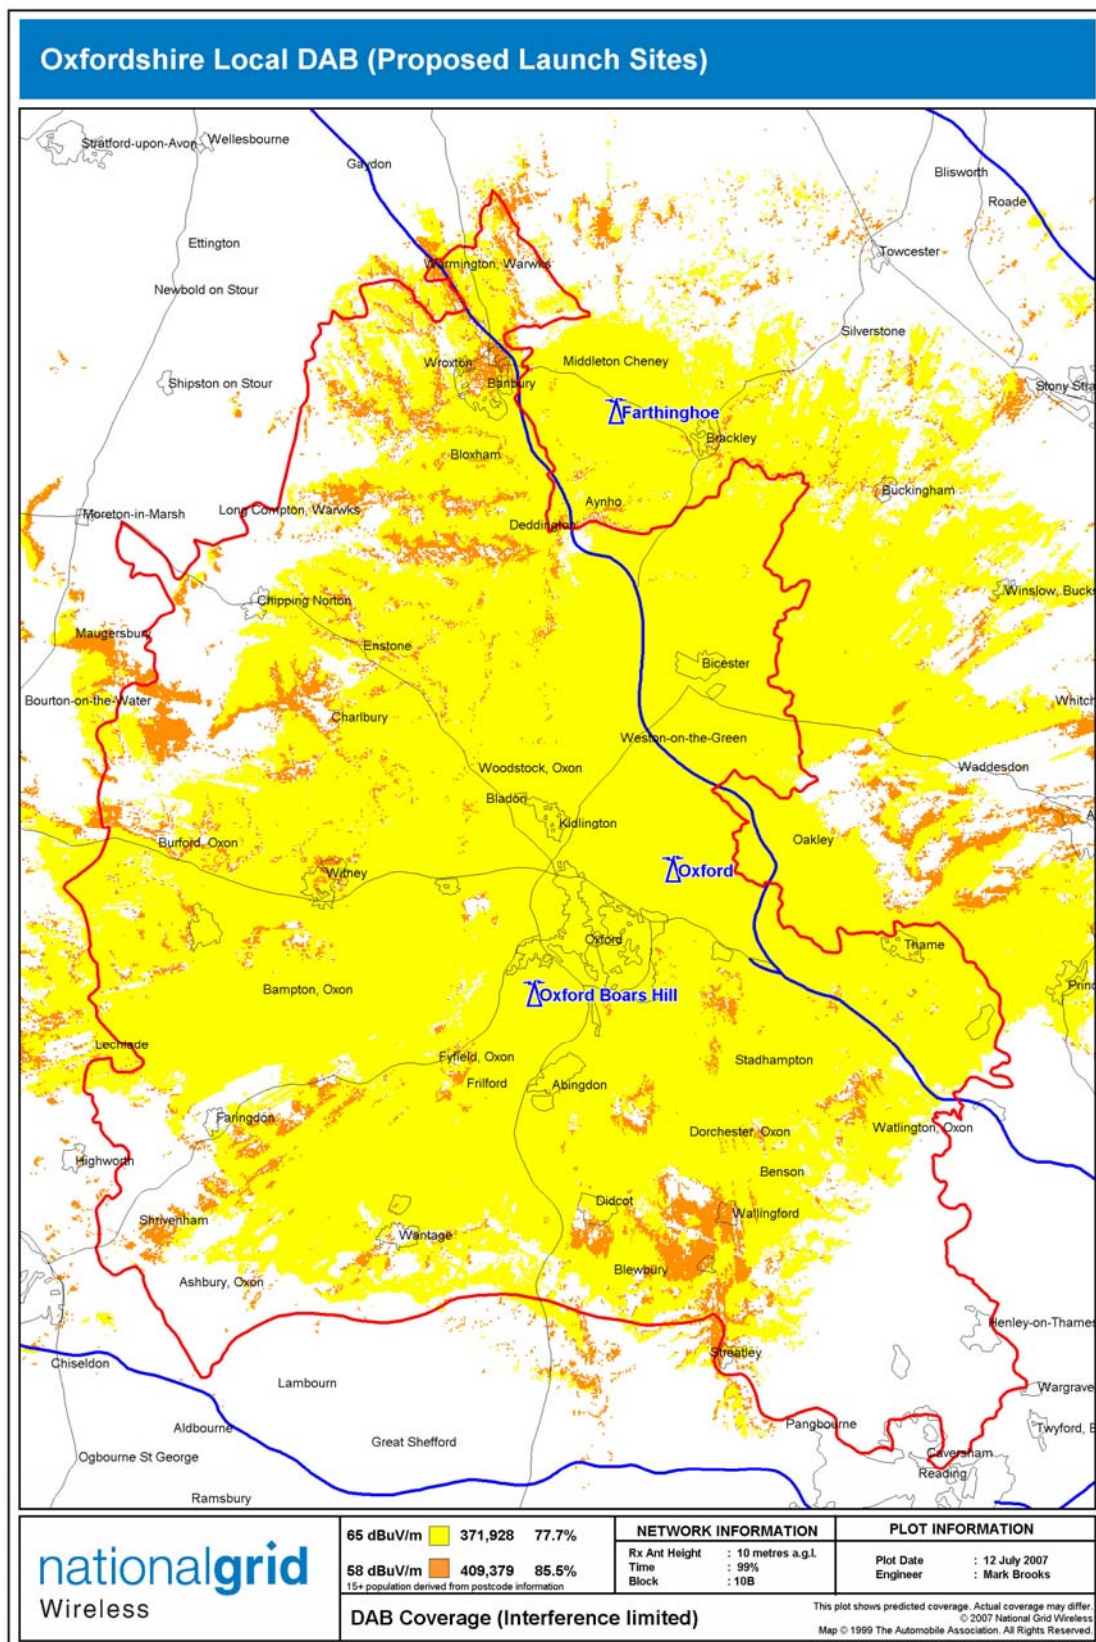 Oxfordshire Local DAB (Proposed Launch Sites)
Stratford-upon-Avon
Wellesbourne
Gaydon
Blisworth
Roade
Ettington
Towcester
Warmington, Warwks
Newbold on Stour
Silverstone
Wroxton
Middleton Cheney
Shipston on Stour
Banbury
Stony Stra
Farthinghoe
Brackley
Bloxham
Buckingham
Aynho
Long Compton, Warwks
Moreton-in-Marsh
Deddington
Winslow, Bucks
Chipping Norton
Maugersbury
Enstone
Bicester
Bourton-on-the-Water
Whitch
Charlbury
Weston-on-the-Green
Woodstock, Oxon
Waddesdon
Bladon
A
Kidlington
Burford, Oxon
Oakley
Witney
Oxford
Oxford
Thame
Princ
Bampton, Oxon
Oxford Boars Hill
Lechlade
Fyfield, Oxon
Stadhampton
Frilford
Abingdon
Faringdon
Dorchester, Oxon
Watlington, Oxon
Highworth
Benson
Didcot
Wallingford
Shrivenham
Wantage
Blewbury
Ashbury, Oxon
Henley-on-Thames
Streatley
Chiseldon
Lambourn
Wargrave
Aldbourne
Pangbourne
Twyford, B
Great Shefford
Ogbourne St George
Caversham
Reading
Ramsbury
nationalgrid
Wireless
65 dBuV/m 371,928 77.7%
58 dBuV/m 409,379 85.5%
15+ population derived from postcode information
NETWORK INFORMATION
Rx Ant Height : 10 metres a.g.l.
Time : 99%
Block : 10B
PLOT INFORMATION
Plot Date : 12 July 2007
Engineer : Mark Brooks
DAB Coverage (Interference limited)
This plot shows predicted coverage. Actual coverage may differ.
© 2007 National Grid Wireless
Map © 1999 The Automobile Association. All Rights Reserved.